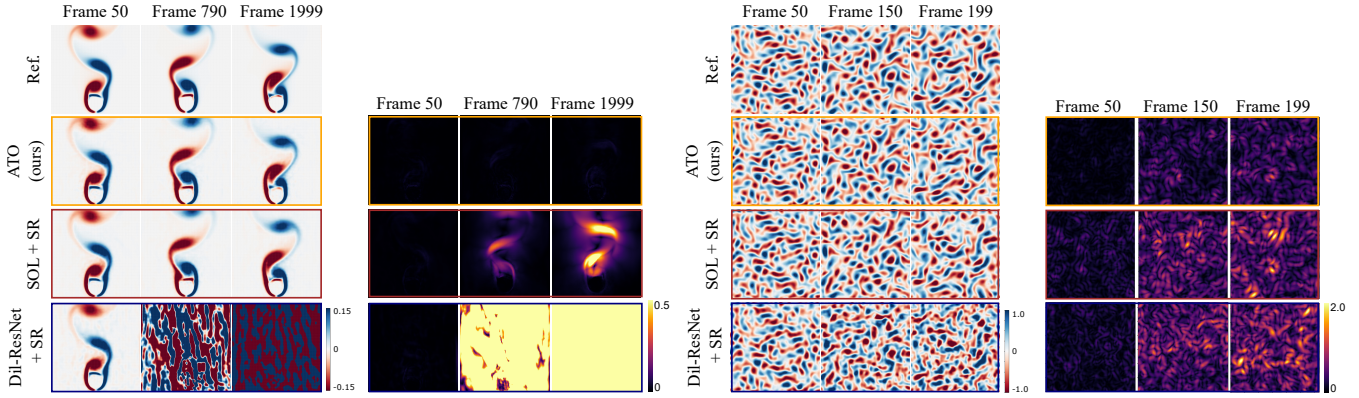 Frame 50 Frame 790 Frame 1999
Ref.
ATO
(ours)
SOL + SR
Dil-ResNet
+ SR
0.15
0
-0.15
Frame 50 Frame 790 Frame 1999
0.5
0
Frame 50 Frame 150 Frame 199
Ref.
ATO
(ours)
SOL + SR
Dil-ResNet
+ SR
1.0
0
-1.0
Frame 50 Frame 150 Frame 199
2.0
0